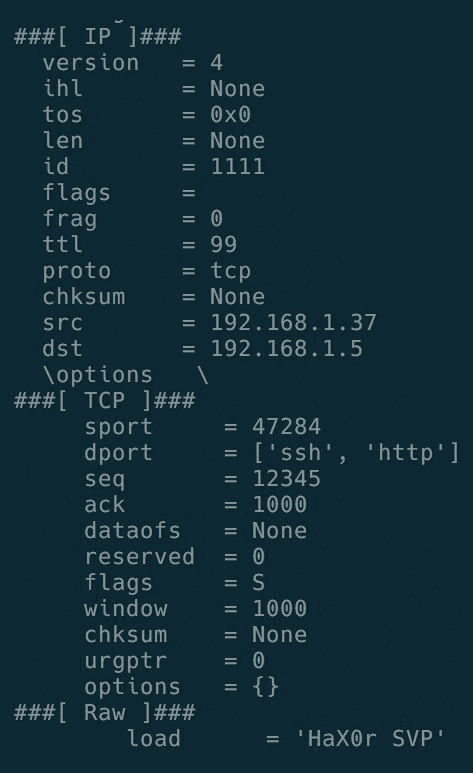 ###[ IP ]###
  version   = 4
  ihl       = None
  tos       = 0x0
  len       = None
  id        = 1111
  flags     =
  frag      = 0
  ttl       = 99
  proto     = tcp
  chksum    = None
  src       = 192.168.1.37
  dst       = 192.168.1.5
  \options   \
###[ TCP ]###
     sport     = 47284
     dport     = ['ssh', 'http']
     seq       = 12345
     ack       = 1000
     dataofs   = None
     reserved  = 0
     flags     = S
     window    = 1000
     chksum    = None
     urgptr    = 0
     options   = {}
###[ Raw ]###
        load      = 'HaX0r SVP'